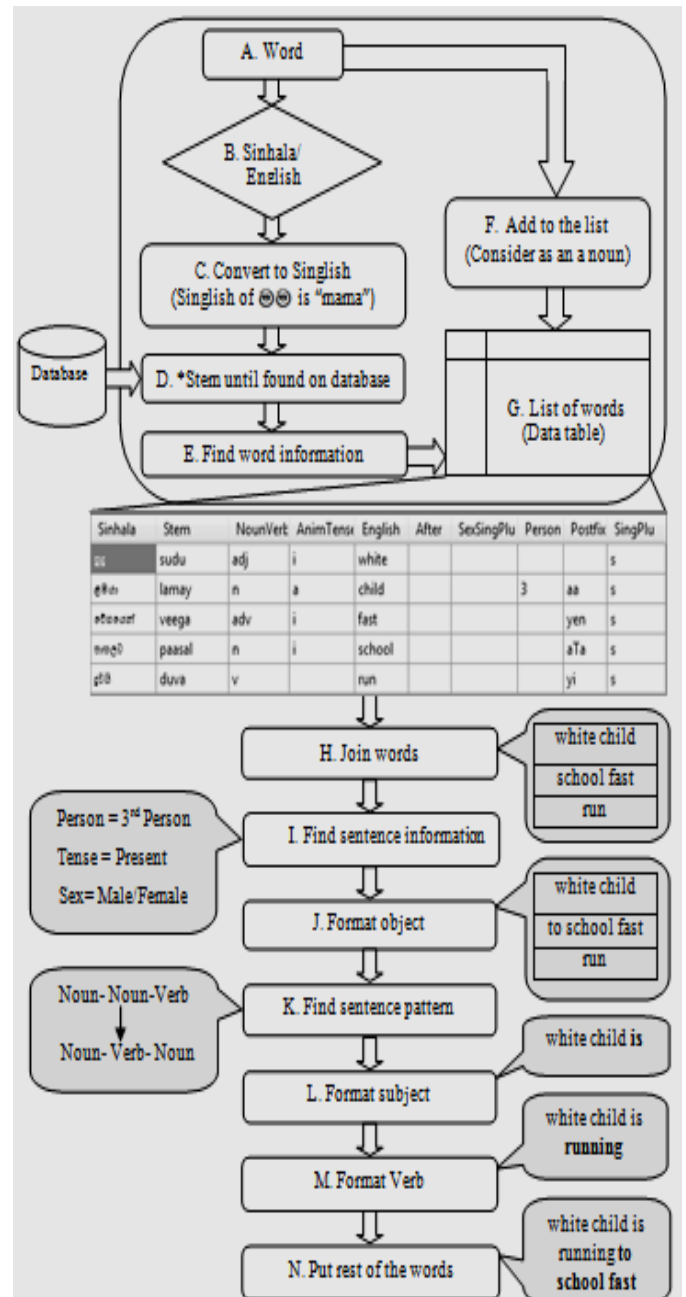 A. Word
B. Sinhala/
English
F. Add to the list
(Consider as an a noun)
C. Convert to Singlish
(Singlish of මම is “mama”)
Database
D. *Stem until found on database
G. List of words
(Data table)
E. Find word information
Sinhala Stem NounVerb AnimTense English After SexSingPlu Person Postfix SingPlu
sudu adj i white s
lamay n a child 3 aa s
veega adv i fast yen s
paasal n i school aTa s
duva v run yi s
H. Join words
white child
school fast
run
Person = 3rd Person
Tense = Present
Sex= Male/Female
I. Find sentence information
J. Format object
white child
to school fast
run
Noun- Noun-Verb
Noun- Verb- Noun
K. Find sentence pattern
L. Format subject
white child is
M. Format Verb
white child is
running
N. Put rest of the words
white child is
running to
school fast